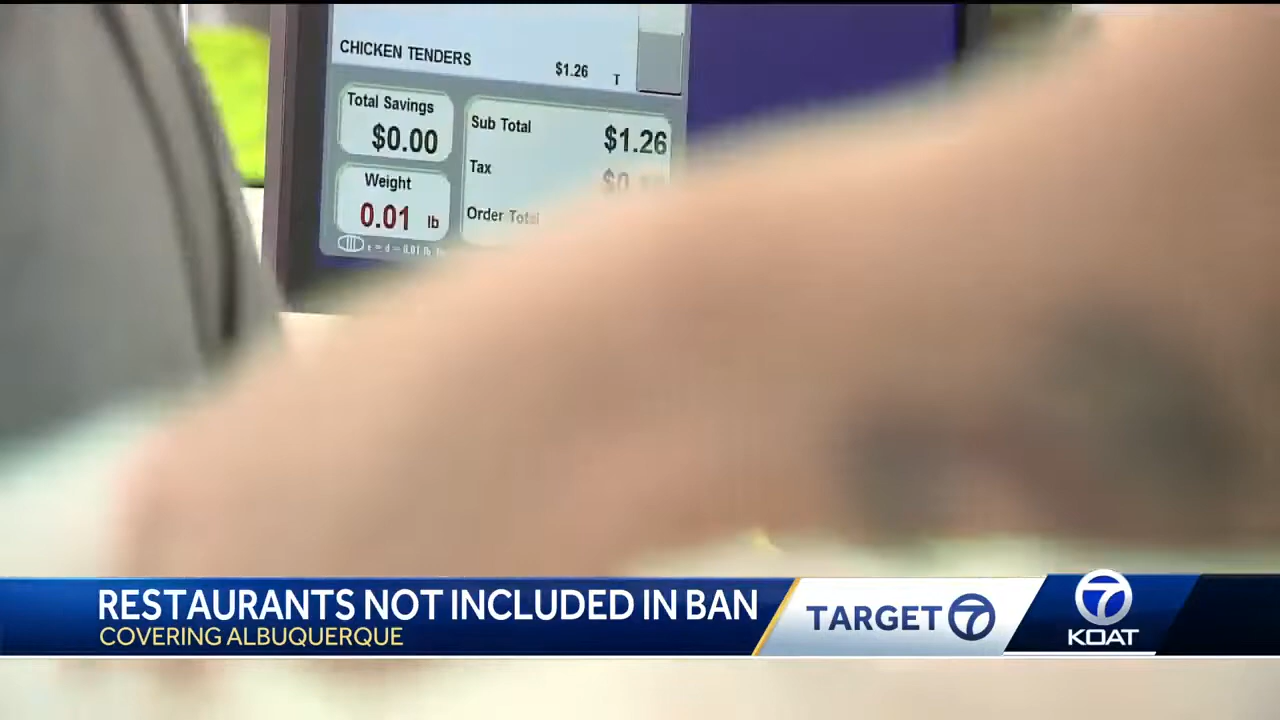 CHICKEN TENDERS $1.26 T
Total Savings
$0.00
Sub Total $1.26
Tax
Weight
0.01 lb
Order Total
RESTAURANTS NOT INCLUDED IN BAN
COVERING ALBUQUERQUE
TARGET 7
7
KOAT